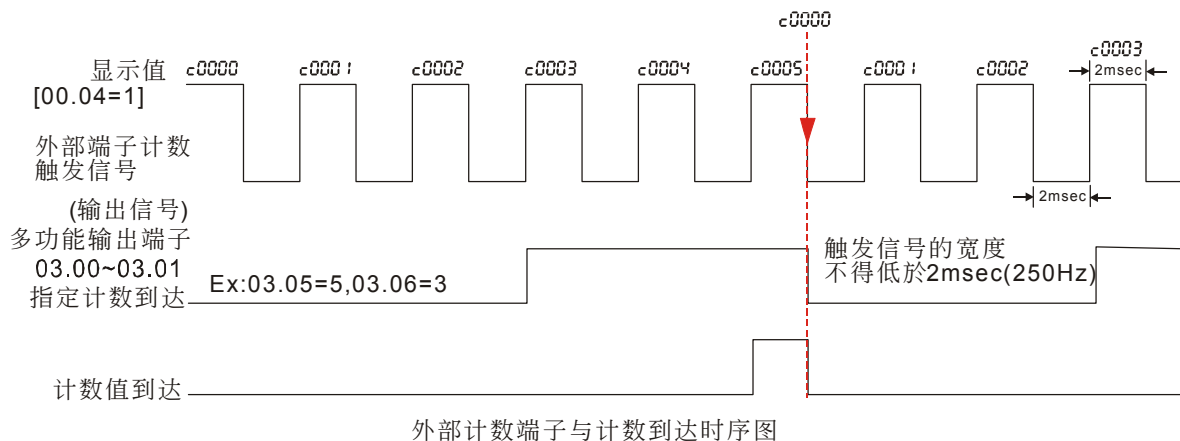 c0000
显示值 c0000 c0001 c0002 c0003 c0004 c0005 c0001 c0002 c0003
[00.04=1]
2msec
外部端子计数
触发信号
2msec
(输出信号)
多功能输出端子
03.00~03.01
指定计数到达
Ex:03.05=5,03.06=3
触发信号的宽度
不得低於2msec(250Hz)
计数值到达
外部计数端子与计数到达时序图